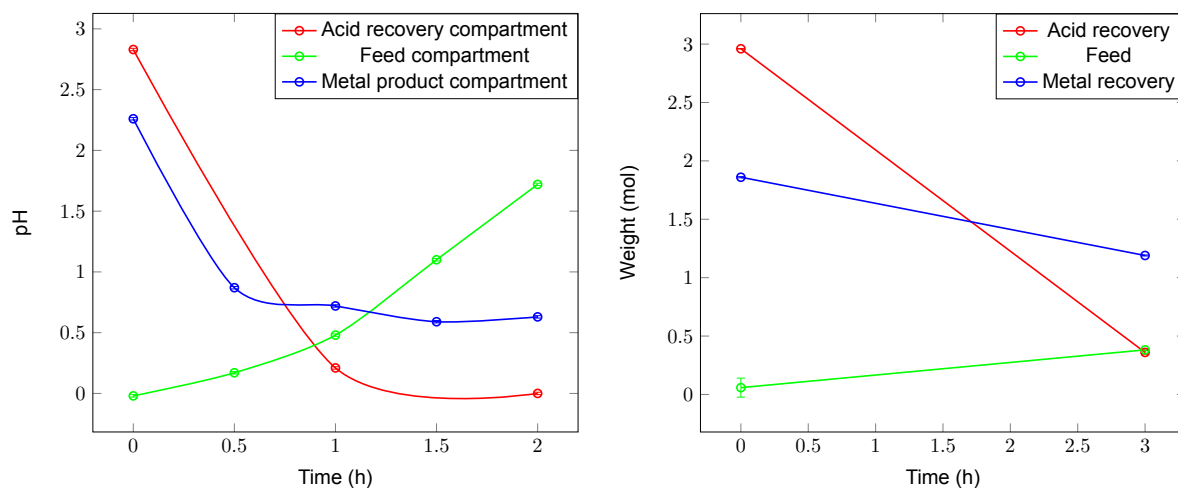 Acid recovery compartment
Feed compartment
Metal product compartment
3
2.5
2
1.5
1
0.5
0
pH
0
0.5
1
1.5
2
Time (h)
Acid recovery
Feed
Metal recovery
3
2.5
2
1.5
1
0.5
0
Weight (mol)
0
0.5
1
1.5
2
2.5
3
Time (h)